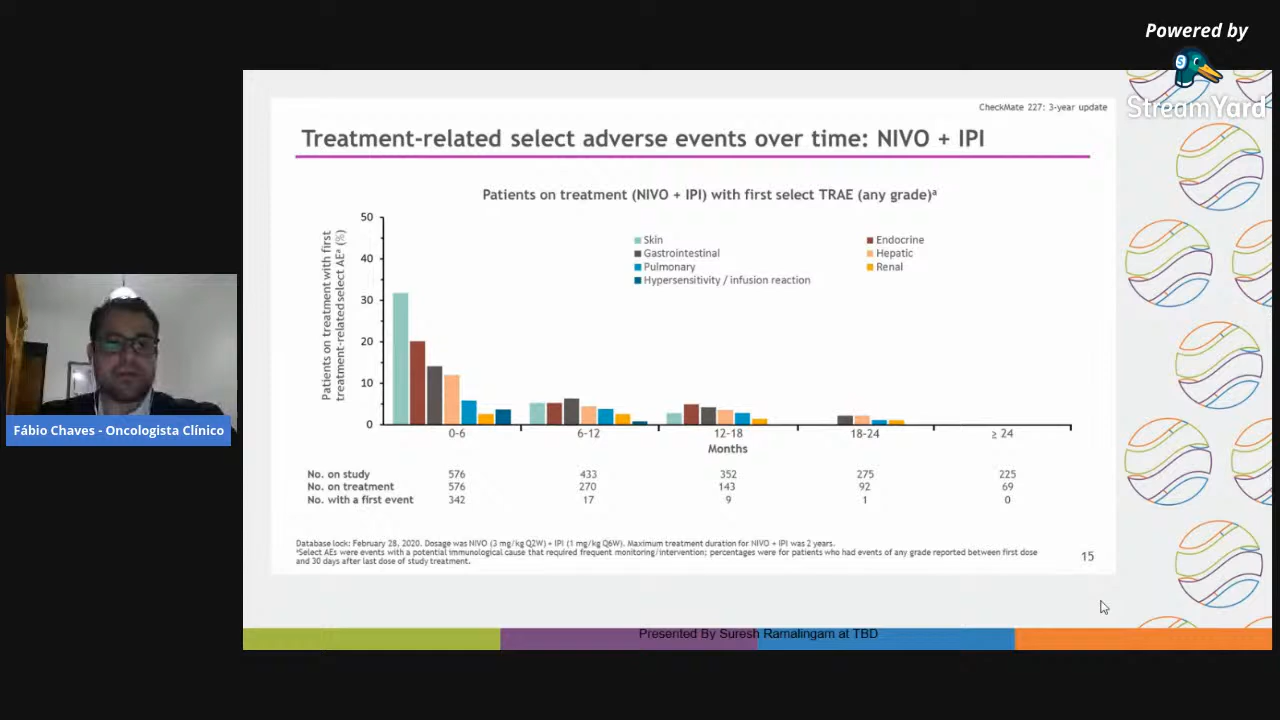 Powered by
StreamYard
CheckMate 227: 3-year update
Treatment-related select adverse events over time: NIVO + IPI
Patients on treatment (NIVO + IPI) with first select TRAE (any grade)ᵃ
Patients on treatment with first
treatment-related select AEᵃ (%)
50
40
30
20
10
0
Skin
Gastrointestinal
Pulmonary
Hypersensitivity / infusion reaction
Endocrine
Hepatic
Renal
0-6 6-12 12-18 18-24 ≥ 24
Months
No. on study 576 433 352 275 225
No. on treatment 576 270 143 92 69
No. with a first event 342 17 9 1 0
Database lock: February 28, 2020. Dosage was NIVO (3 mg/kg Q2W) + IPI (1 mg/kg Q6W). Maximum treatment duration for NIVO + IPI was 2 years.
ᵃSelect AEs were events with a potential immunological cause that required frequent monitoring/intervention; percentages were for patients who had events of any grade reported between first dose
and 30 days after last dose of study treatment.
15
Fábio Chaves - Oncologista Clínico
Presented By Suresh Ramalingam at TBD